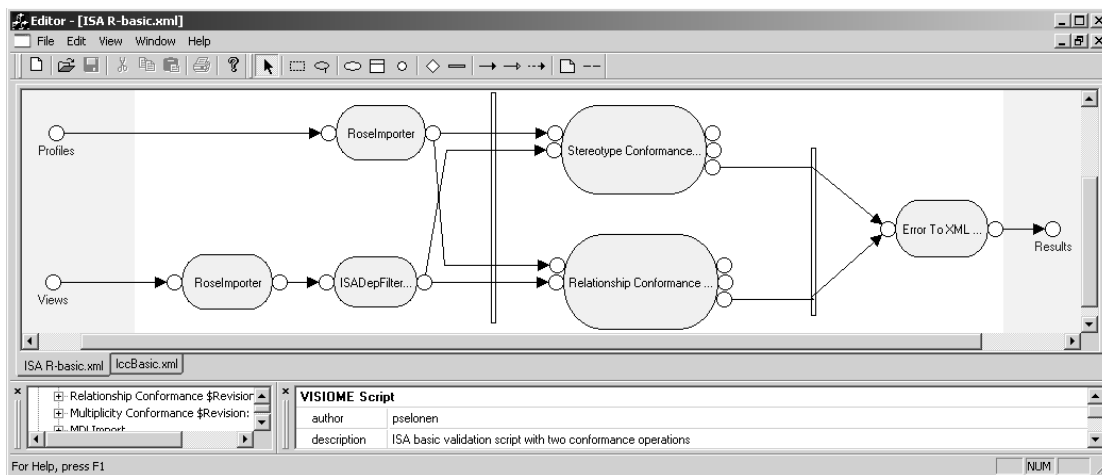 Editor - [ISA R-basic.xml]
File Edit View Window Help
Profiles
RoseImporter
Stereotype Conformance...
Error To XML ...
Results
Views
RoseImporter
ISADepFilter...
Relationship Conformance ...
ISA R-basic.xml
IccBasic.xml
Relationship Conformance $Revision
Multiplicity Conformance $Revision:
MDI Import
VISIOME Script
author pselonen
description ISA basic validation script with two conformance operations
For Help, press F1
NUM